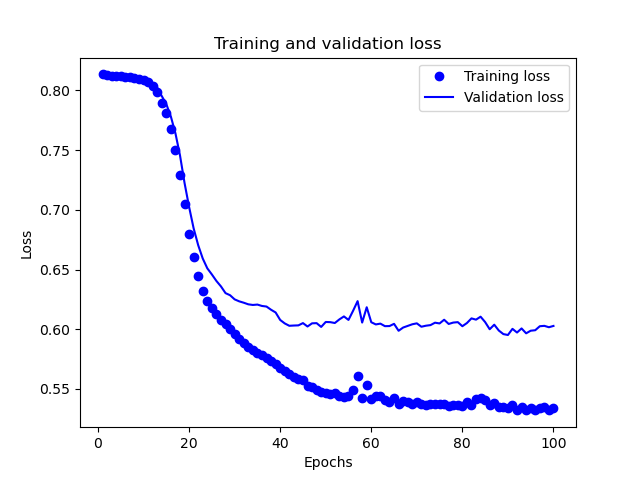 Training and validation loss
Training loss
Validation loss
0.80
0.75
0.70
0.65
0.60
0.55
Loss
0 20 40 60 80 100
Epochs